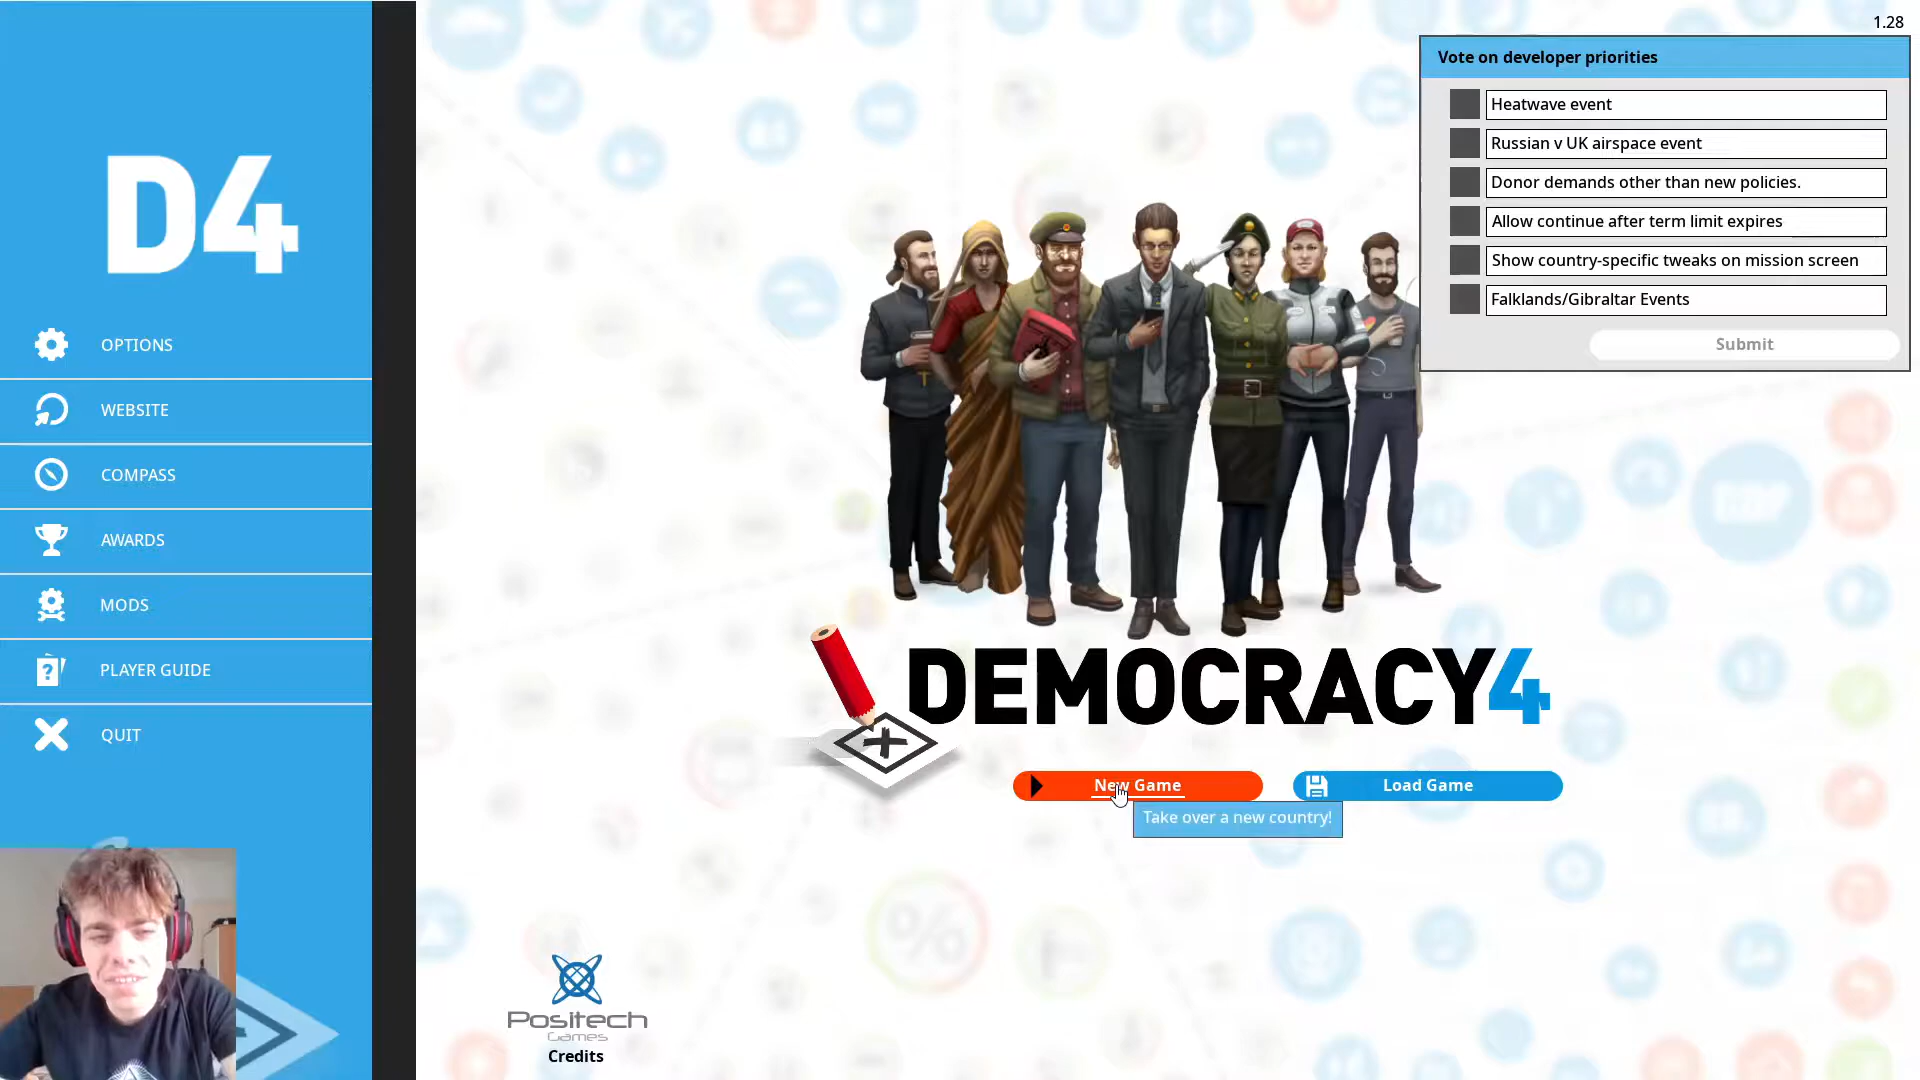 1.28
D4
OPTIONS
WEBSITE
COMPASS
AWARDS
MODS
PLAYER GUIDE
QUIT
Vote on developer priorities
Heatwave event
Russian v UK airspace event
Donor demands other than new policies.
Allow continue after term limit expires
Show country-specific tweaks on mission screen
Falklands/Gibraltar Events
Submit
DEMOCRACY4
New Game
Load Game
Take over a new country!
Positech
Games
Credits